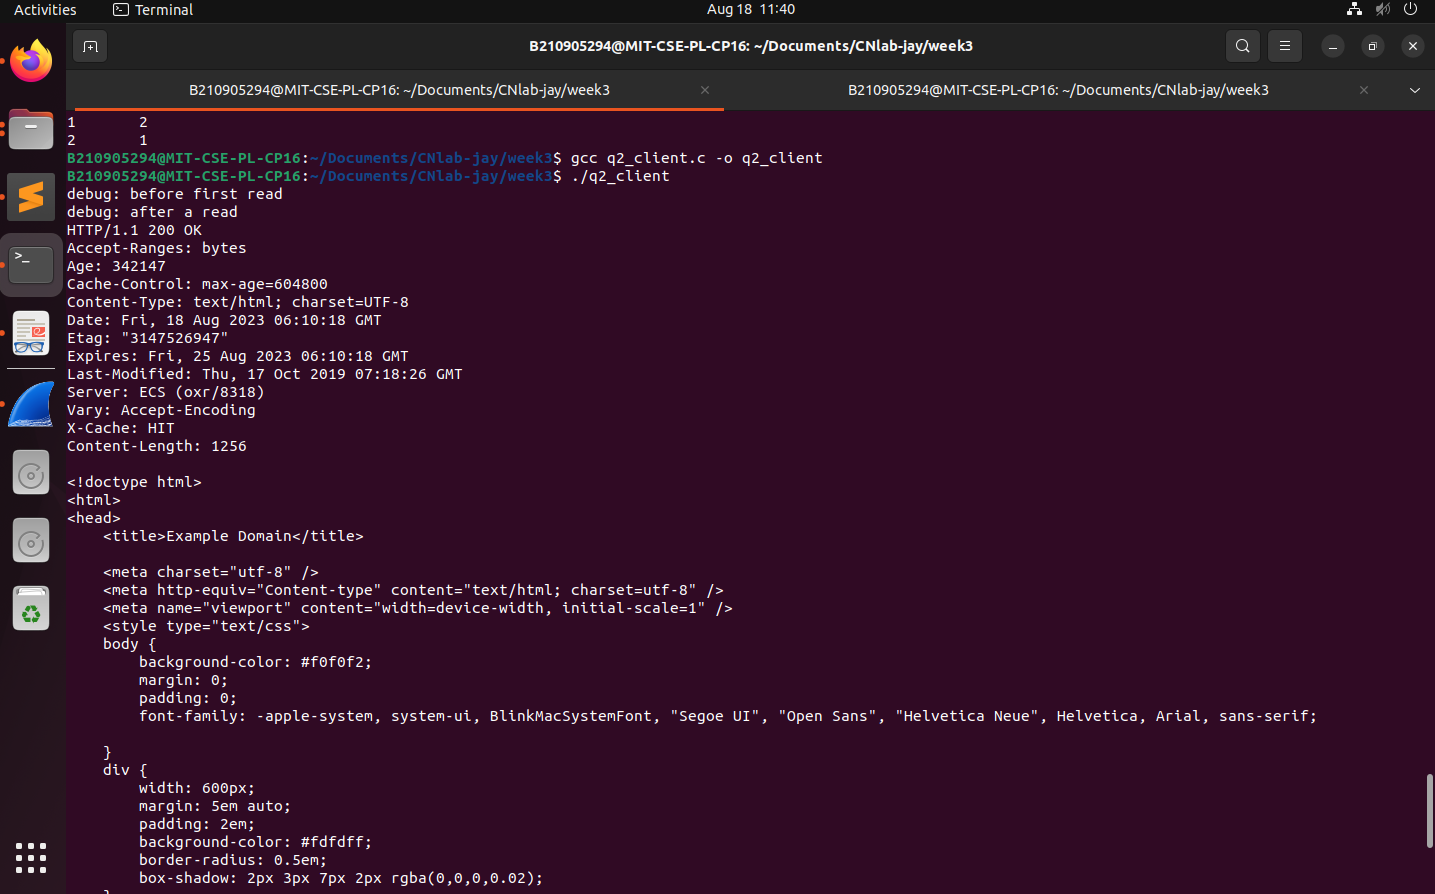 Activities
Terminal
Aug 18 11:40
B210905294@MIT-CSE-PL-CP16: ~/Documents/CNlab-jay/week3
B210905294@MIT-CSE-PL-CP16: ~/Documents/CNlab-jay/week3
B210905294@MIT-CSE-PL-CP16: ~/Documents/CNlab-jay/week3
1       2
2       1
B210905294@MIT-CSE-PL-CP16:~/Documents/CNlab-jay/week3$ gcc q2_client.c -o q2_client
B210905294@MIT-CSE-PL-CP16:~/Documents/CNlab-jay/week3$ ./q2_client
debug: before first read
debug: after a read
HTTP/1.1 200 OK
Accept-Ranges: bytes
Age: 342147
Cache-Control: max-age=604800
Content-Type: text/html; charset=UTF-8
Date: Fri, 18 Aug 2023 06:10:18 GMT
Etag: "3147526947"
Expires: Fri, 25 Aug 2023 06:10:18 GMT
Last-Modified: Thu, 17 Oct 2019 07:18:26 GMT
Server: ECS (oxr/8318)
Vary: Accept-Encoding
X-Cache: HIT
Content-Length: 1256

<!doctype html>
<html>
<head>
    <title>Example Domain</title>

    <meta charset="utf-8" />
    <meta http-equiv="Content-type" content="text/html; charset=utf-8" />
    <meta name="viewport" content="width=device-width, initial-scale=1" />
    <style type="text/css">
    body {
        background-color: #f0f0f2;
        margin: 0;
        padding: 0;
        font-family: -apple-system, system-ui, BlinkMacSystemFont, "Segoe UI", "Open Sans", "Helvetica Neue", Helvetica, Arial, sans-serif;

    }
    div {
        width: 600px;
        margin: 5em auto;
        padding: 2em;
        background-color: #fdfdff;
        border-radius: 0.5em;
        box-shadow: 2px 3px 7px 2px rgba(0,0,0,0.02);
    }